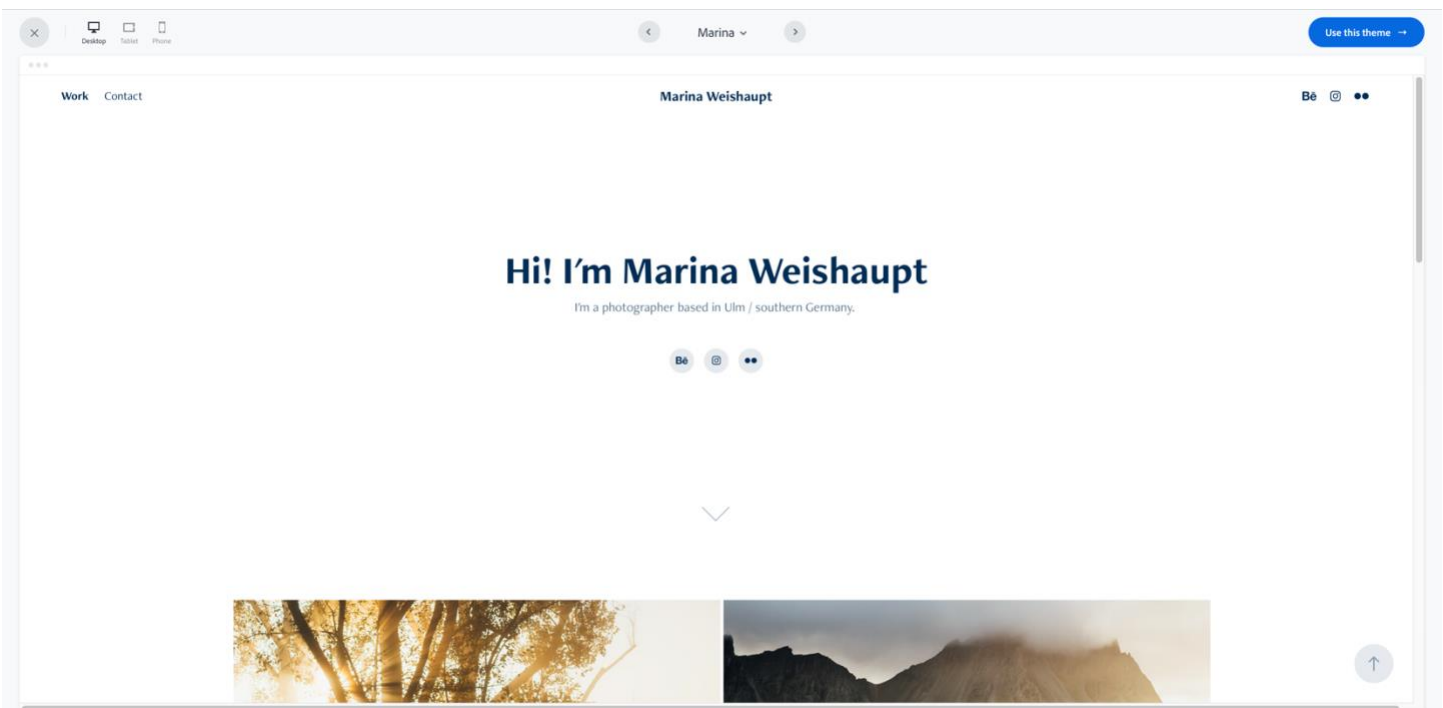 Desktop Tablet Phone
Marina
Use this theme →
Work Contact
Marina Weishaupt
Bē
Hi! I'm Marina Weishaupt
I'm a photographer based in Ulm / southern Germany.
Bē